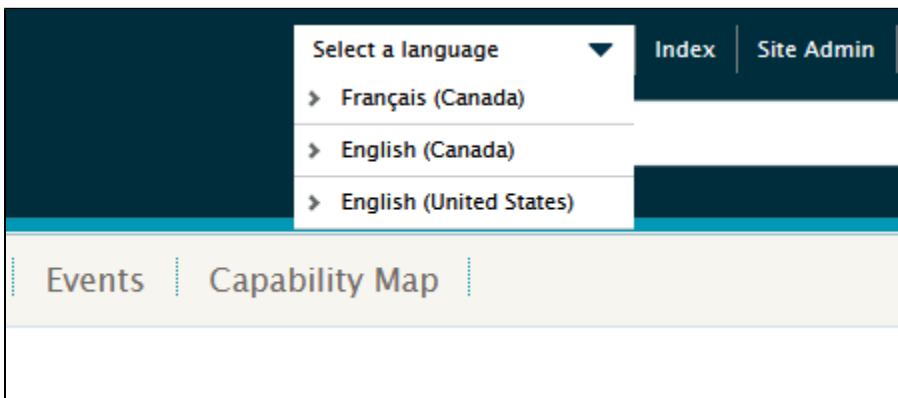 Select a language
Index
Site Admin
Français (Canada)
English (Canada)
English (United States)
Events
Capability Map